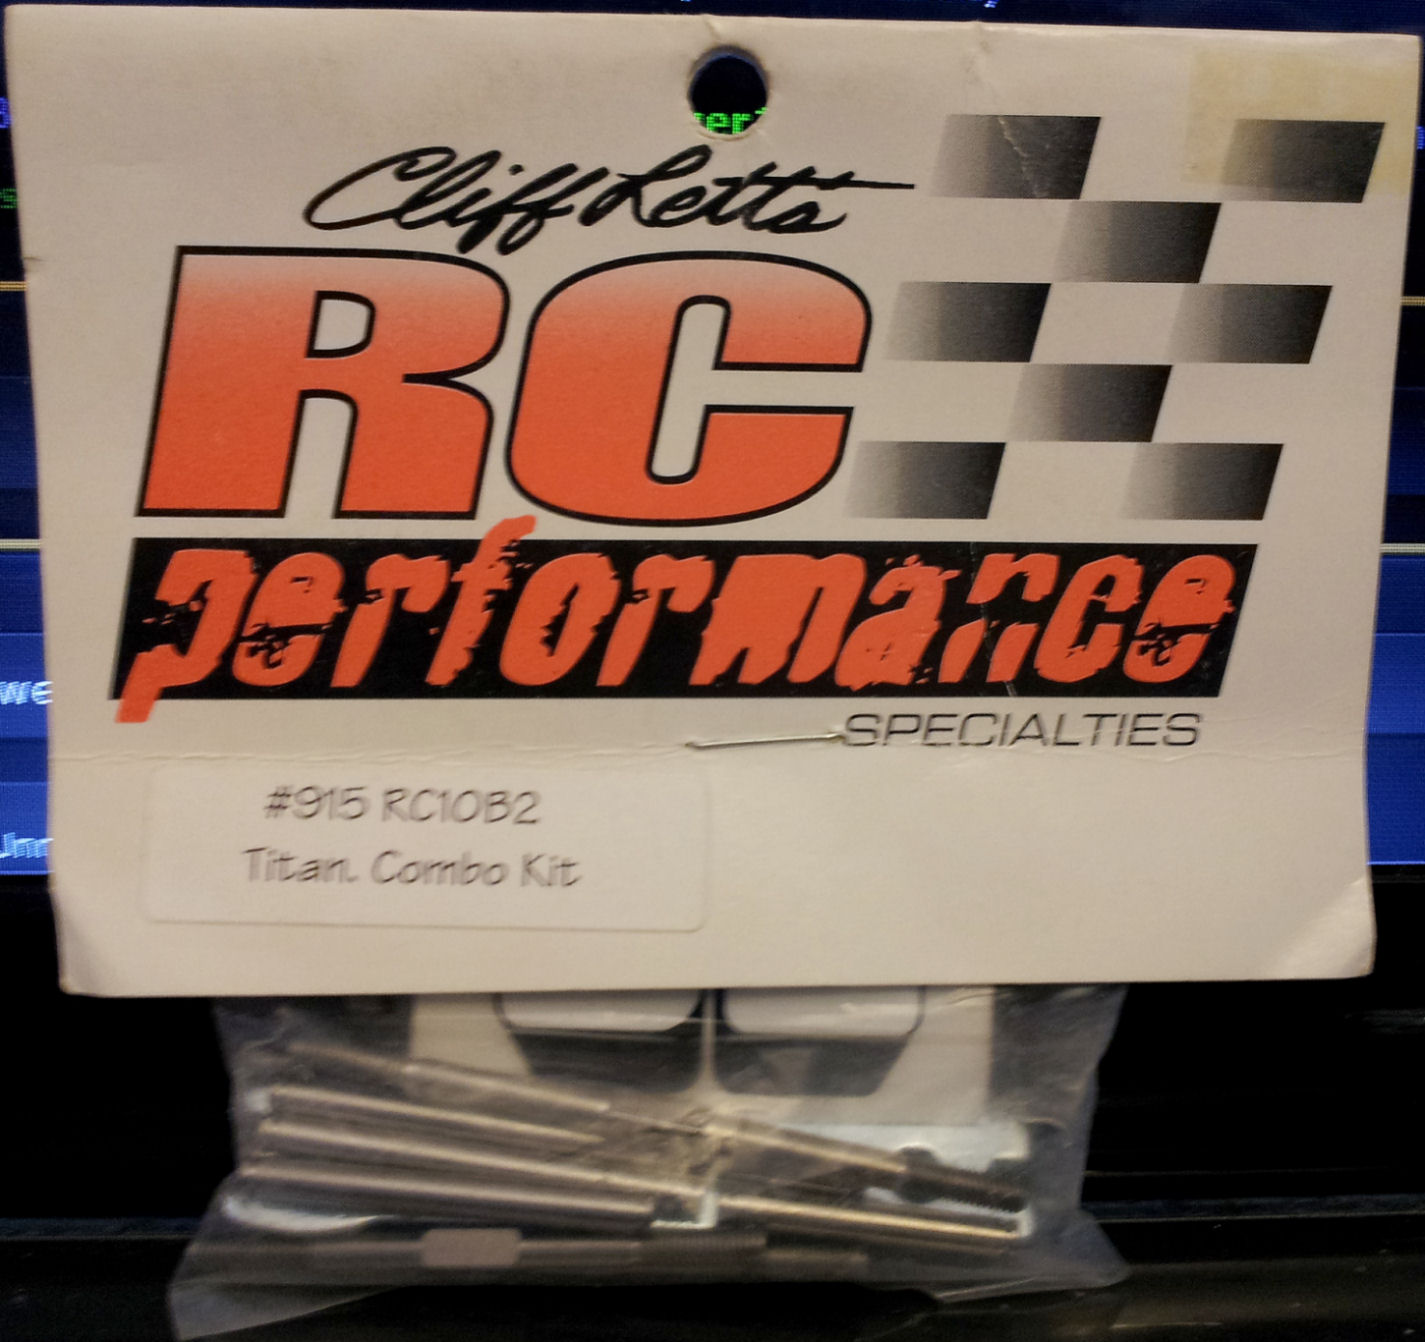 Cliff Lett's
RC
performance
SPECIALTIES
#915 RC10B2
Titan. Combo Kit